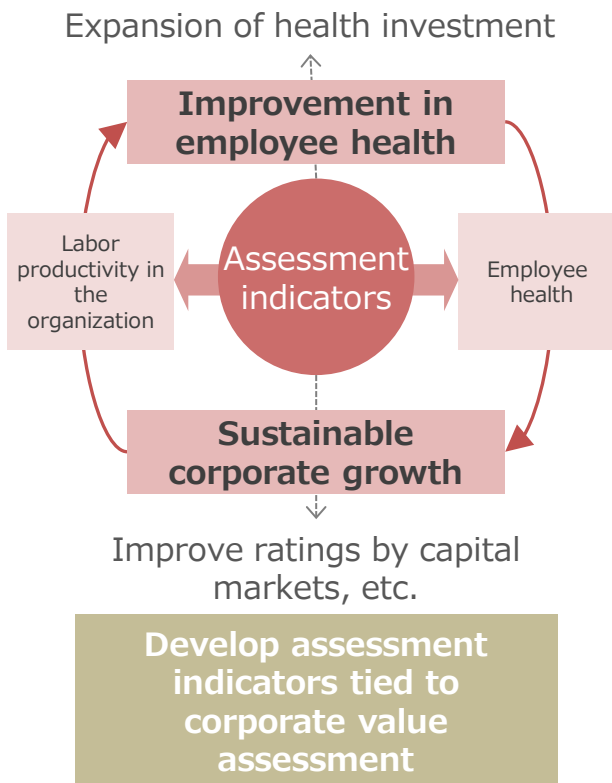 Expansion of health investment
Improvement in
employee health
Labor
productivity in
the
organization
Assessment
indicators
Employee
health
Sustainable
corporate growth
Improve ratings by capital
markets, etc.
Develop assessment
indicators tied to
corporate value
assessment